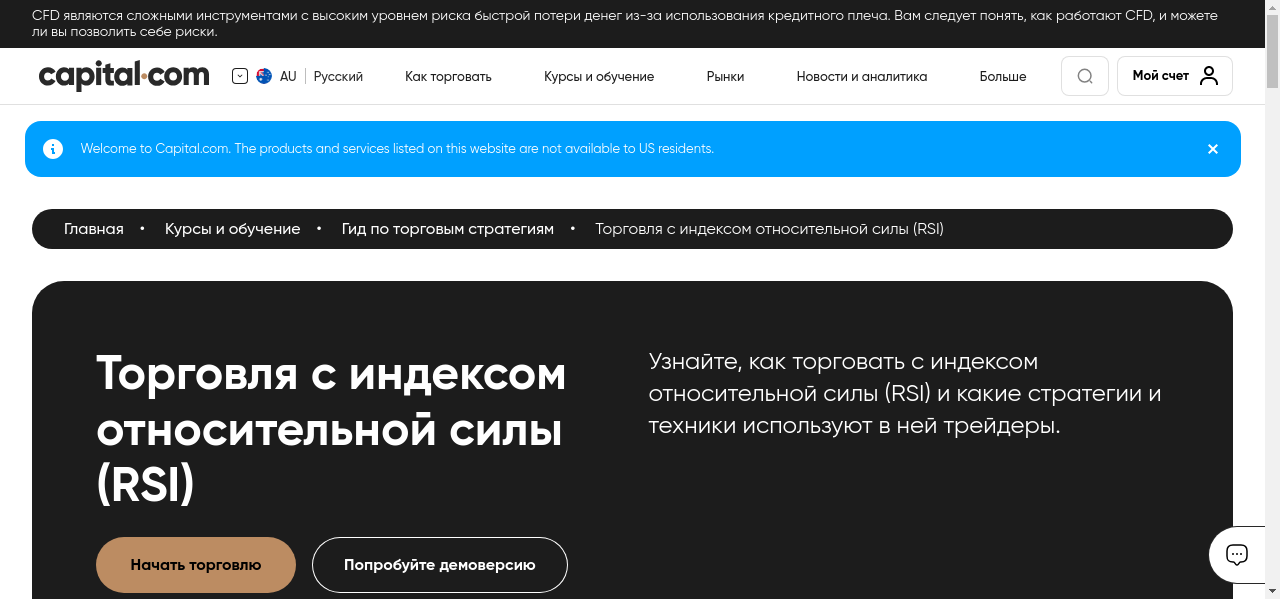 CFD являются сложными инструментами с высоким уровнем риска быстрой потери денег из-за использования кредитного плеча. Вам следует понять, как работают CFD, и можете
ли вы позволить себе риски.
capital.com
AU
Русский
Как торговать
Курсы и обучение
Рынки
Новости и аналитика
Больше
Мой счет
Welcome to Capital.com. The products and services listed on this website are not available to US residents.
Главная • Курсы и обучение • Гид по торговым стратегиям • Торговля с индексом относительной силы (RSI)
Торговля с индексом
относительной силы
(RSI)
Узнайте, как торговать с индексом
относительной силы (RSI) и какие стратегии и
техники используют в ней трейдеры.
Начать торговлю
Попробуйте демоверсию